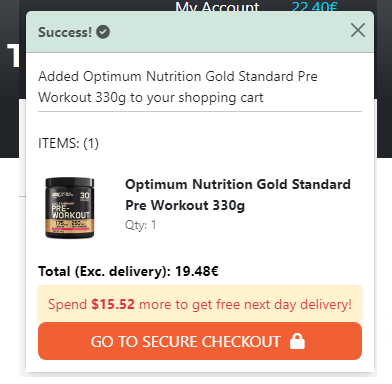 My Account 22.40€
1
Success!
Added Optimum Nutrition Gold Standard Pre
Workout 330g to your shopping cart
ITEMS: (1)
PRE-
WORKOUT
30
Optimum Nutrition Gold Standard
Pre Workout 330g
Qty: 1
Total (Exc. delivery): 19.48€
Spend $15.52 more to get free next day delivery!
GO TO SECURE CHECKOUT